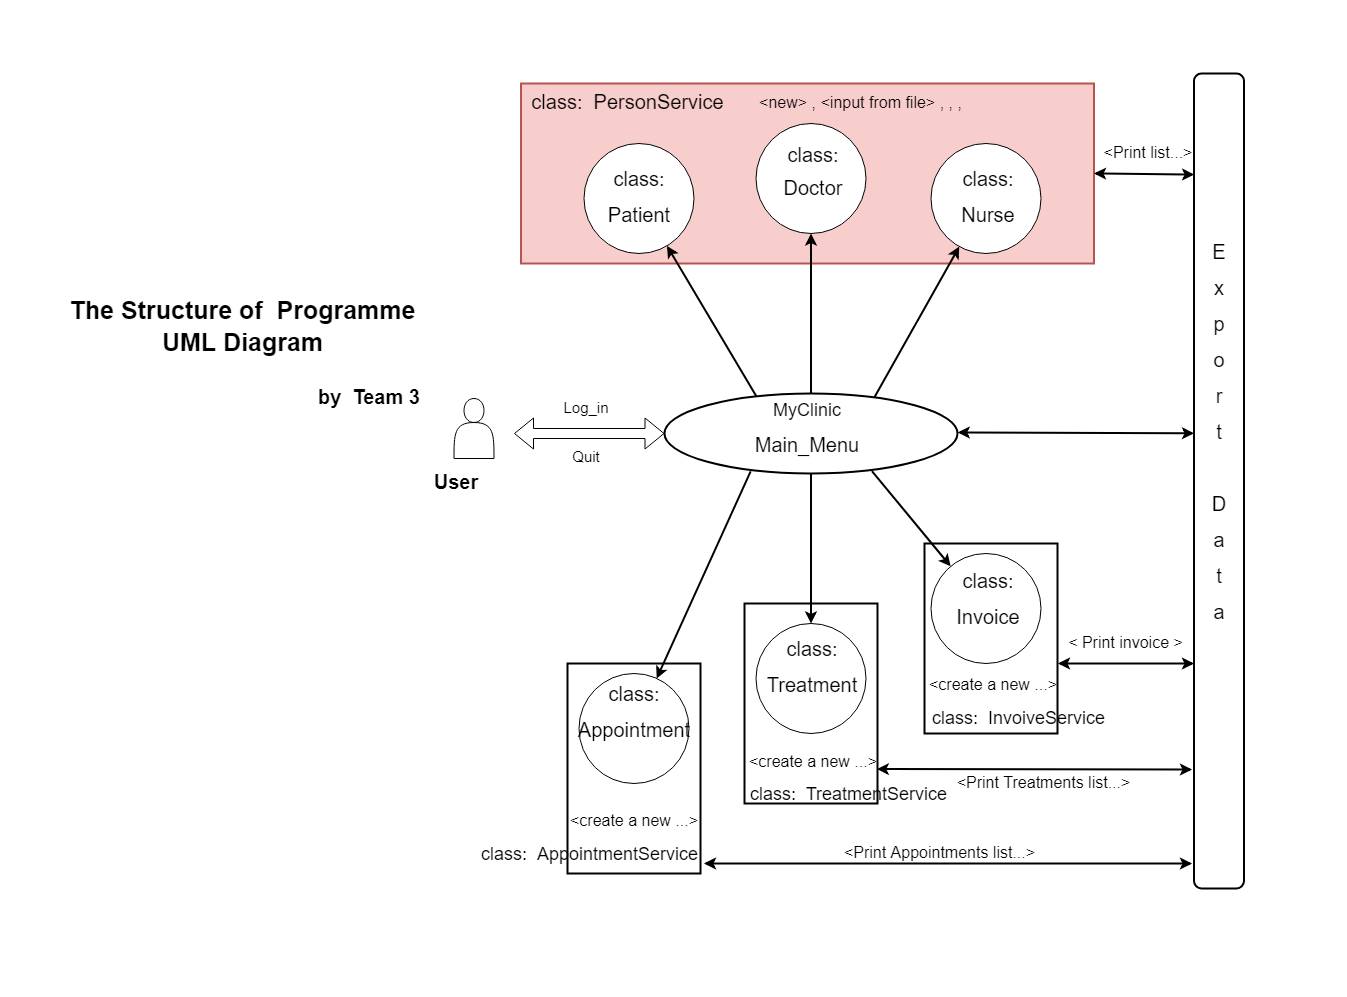 class:  PersonService
<new> , <input from file> , , ,
class:
Patient
class:
Doctor
class:
Nurse
<Print list...>
The Structure of  Programme
UML Diagram
by  Team 3
User
Log_in
Quit
MyClinic
Main_Menu
E
x
p
o
r
t
D
a
t
a
class:
Invoice
<create a new ...>
class:  InvoiveService
< Print invoice >
class:
Treatment
<create a new ...>
class:  TreatmentService
<Print Treatments list...>
class:
Appointment
<create a new ...>
class:  AppointmentService
<Print Appointments list...>